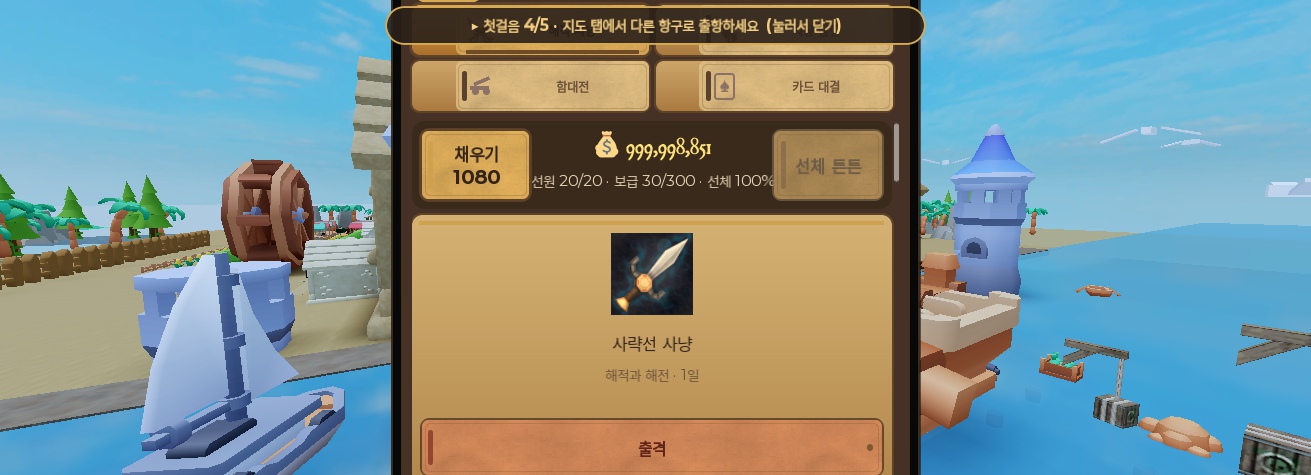 ▸ 첫걸음 4/5 · 지도 탭에서 다른 항구로 출항하세요 (눌러서 닫기)
함대전
카드 대결
채우기
1080
999,998,851
선원 20/20 · 보급 30/300 · 선체 100%
선체 튼튼
사략선 사냥
해적과 해전 · 1일
출격